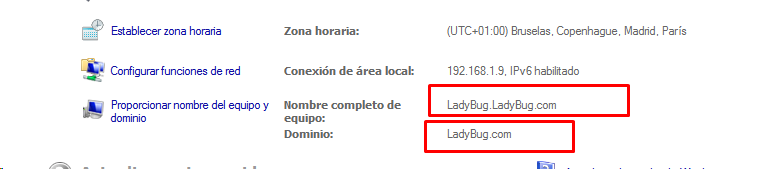 Establecer zona horaria Zona horaria: (UTC+01:00) Bruselas, Copenhague, Madrid, París
Configurar funciones de red Conexión de área local: 192.168.1.9, IPv6 habilitado
Proporcionar nombre del equipo y Nombre completo de LadyBug.LadyBug.com
dominio equipo:
Dominio: LadyBug.com